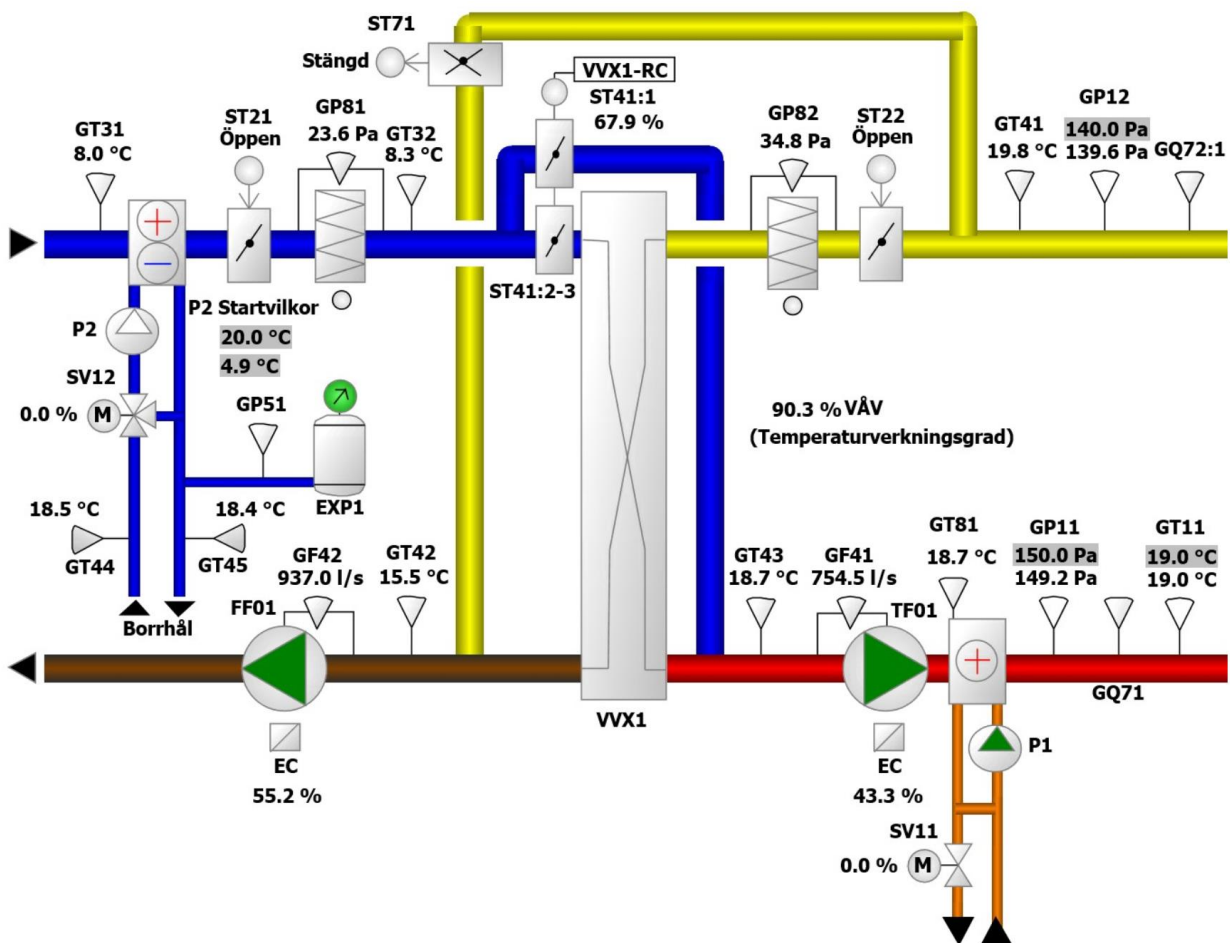 ST71
Stängd
VVX1-RC
ST41:1
67.9 %
GT31
8.0 °C
ST21
Öppen
GP81
23.6 Pa
GT32
8.3 °C
GP82
34.8 Pa
ST22
Öppen
GT41
19.8 °C
GP12
140.0 Pa
139.6 Pa
GQ72:1
ST41:2-3
P2
P2 Startvilkor
20.0 °C
4.9 °C
SV12
0.0 %
M
GP51
EXP1
90.3 % VÅV
(Temperaturverkningsgrad)
18.5 °C
GT44
18.4 °C
GT45
Borrhål
FF01
GF42
937.0 l/s
GT42
15.5 °C
GT43
18.7 °C
GF41
754.5 l/s
TF01
GT81
18.7 °C
GP11
150.0 Pa
149.2 Pa
GT11
19.0 °C
19.0 °C
VVX1
GQ71
EC
55.2 %
EC
43.3 %
P1
SV11
0.0 %
M